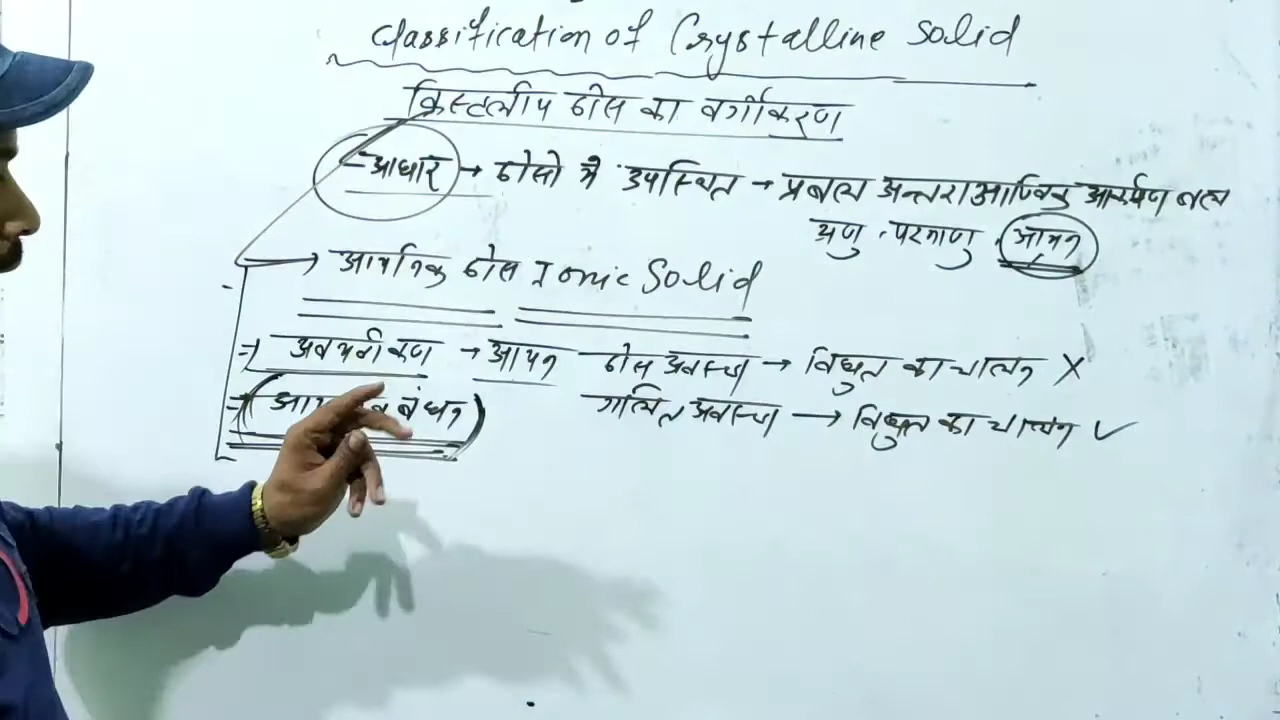 Classification of Crystalline Solid
क्रिस्टलीय ठोस का वर्गीकरण
आधार → ठोसो में उपस्थित → प्रबल अन्तराआण्विक आकर्षण बल
अणु, परमाणु, आयन
→ आयनिक ठोस Ionic Solid
⇒ अवयवी कण → आयन ठोस अवस्था → विधुत का चालन X
⇒ बंधन गलित अवस्था → विधुत का चालन ✓